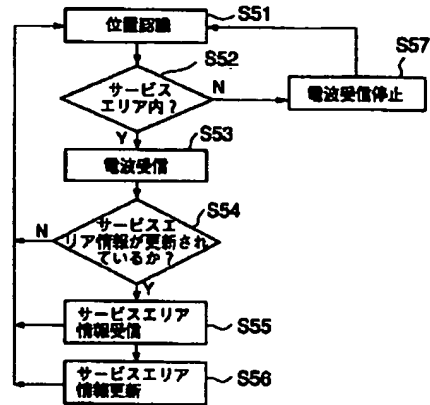 位置認識
S51
サービス
エリア内？
S52
N
Y
電波受信停止
S57
電波受信
S53
サービスエ
リア情報が更新され
ているか？
S54
N
Y
サービスエリア
情報受信
S55
サービスエリア
情報更新
S56